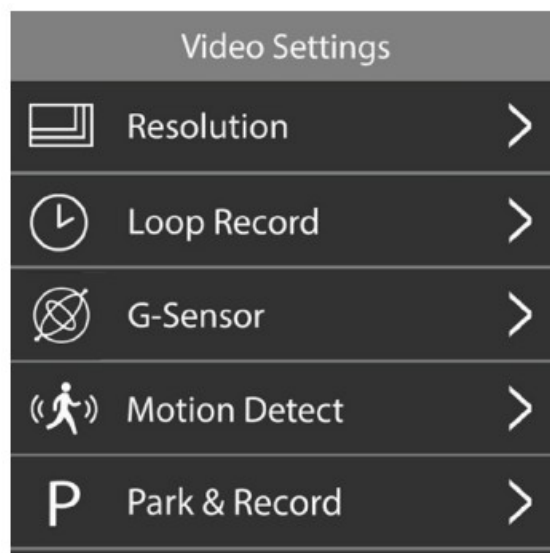 Video Settings
Resolution
Loop Record
G-Sensor
Motion Detect
P Park & Record